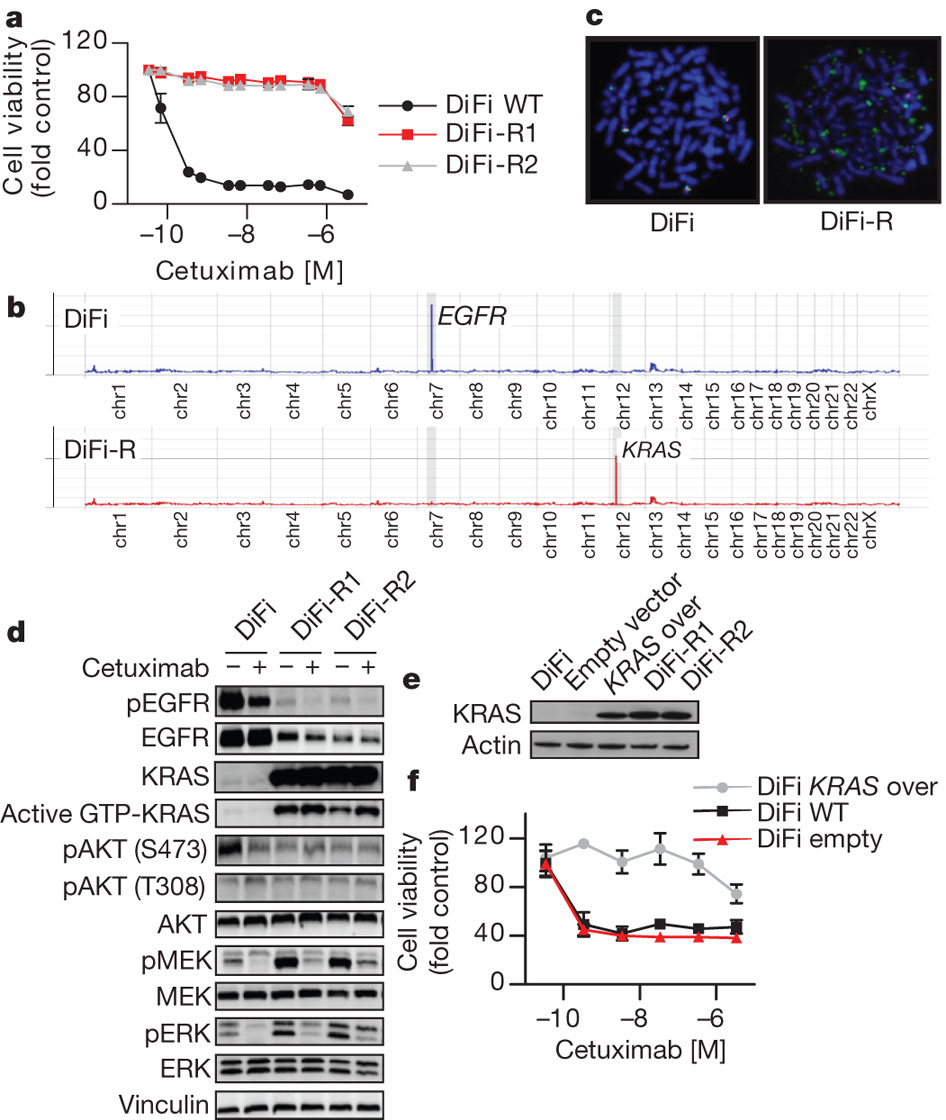 a
Cell viability
(fold control)
120
80
40
0
–10
–8
–6
Cetuximab [M]
DiFi WT
DiFi-R1
DiFi-R2
c
DiFi
DiFi-R
b
DiFi
EGFR
chr1
chr2
chr3
chr4
chr5
chr6
chr7
chr8
chr9
chr10
chr11
chr12
chr13
chr14
chr15
chr16
chr17
chr18
chr19
chr20
chr21
chr22
chrX
DiFi-R
KRAS
chr1
chr2
chr3
chr4
chr5
chr6
chr7
chr8
chr9
chr10
chr11
chr12
chr13
chr14
chr15
chr16
chr17
chr18
chr19
chr20
chr21
chr22
chrX
d
DiFi
DiFi-R1
DiFi-R2
Cetuximab – + – + – +
pEGFR
EGFR
KRAS
Active GTP-KRAS
pAKT (S473)
pAKT (T308)
AKT
pMEK
MEK
pERK
ERK
Vinculin
e
DiFi
Empty vector
KRAS over
DiFi-R1
DiFi-R2
KRAS
Actin
f
DiFi KRAS over
DiFi WT
DiFi empty
Cell viability
(fold control)
120
80
40
0
–10
–8
–6
Cetuximab [M]